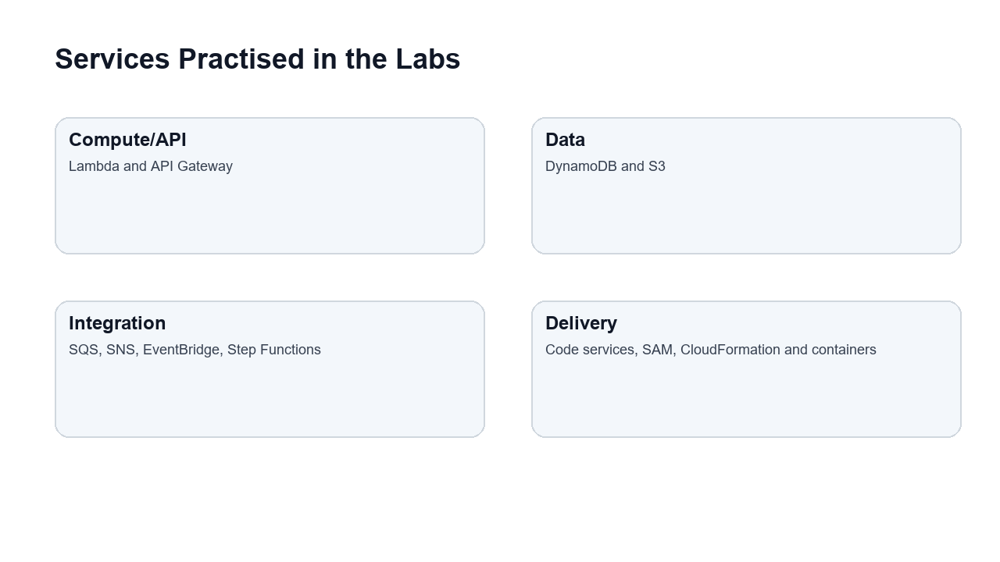 Services Practised in the Labs
Compute/API
Lambda and API Gateway
Data
DynamoDB and S3
Integration
SQS, SNS, EventBridge, Step Functions
Delivery
Code services, SAM, CloudFormation and containers